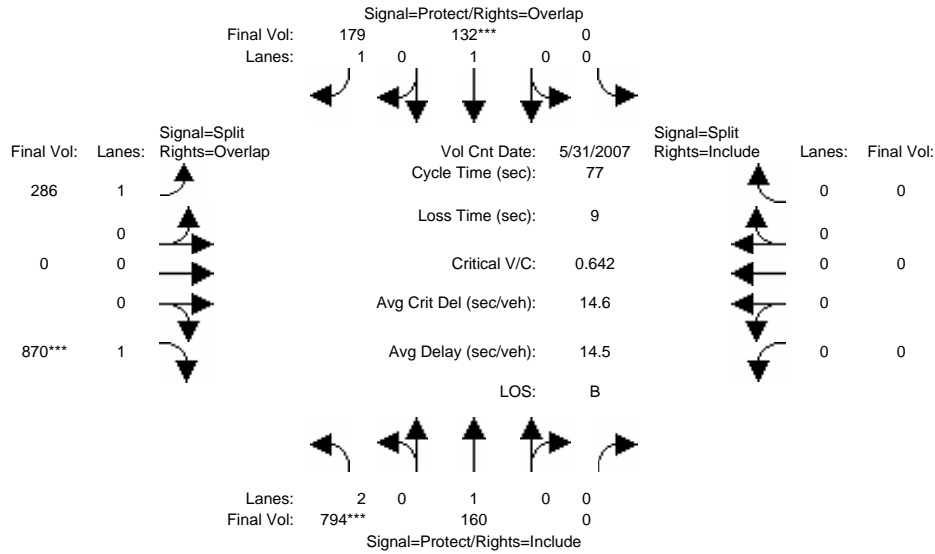 Signal=Protect/Rights=Overlap
Final Vol: 179 132*** 0
Lanes: 1 0 1 0 0
Signal=Split Signal=Split
Final Vol: Lanes: Rights=Overlap Vol Cnt Date: 5/31/2007 Rights=Include Lanes: Final Vol:
Cycle Time (sec): 77
286 1 0 0
Loss Time (sec): 9
0 0
0 0 Critical V/C: 0.642 0 0
0 Avg Crit Del (sec/veh): 14.6 0
870*** 1 Avg Delay (sec/veh): 14.5 0 0
LOS: B
Lanes: 2 0 1 0 0
Final Vol: 794*** 160 0
Signal=Protect/Rights=Include